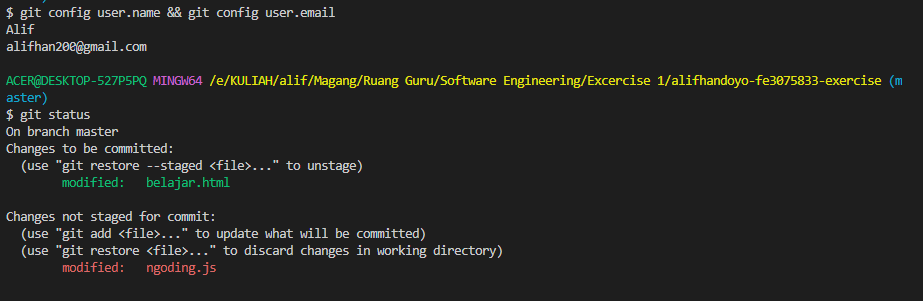 $ git config user.name && git config user.email
Alif
alifhan200@gmail.com
ACER@DESKTOP-527P5PQ MINGW64 /e/KULIAH/alif/Magang/Ruang Guru/Software Engineering/Excercise 1/alifhandoyo-fe3075833-exercise (m
aster)
$ git status
On branch master
Changes to be committed:
  (use "git restore --staged <file>..." to unstage)
        modified:   belajar.html
Changes not staged for commit:
  (use "git add <file>..." to update what will be committed)
  (use "git restore <file>..." to discard changes in working directory)
        modified:   ngoding.js